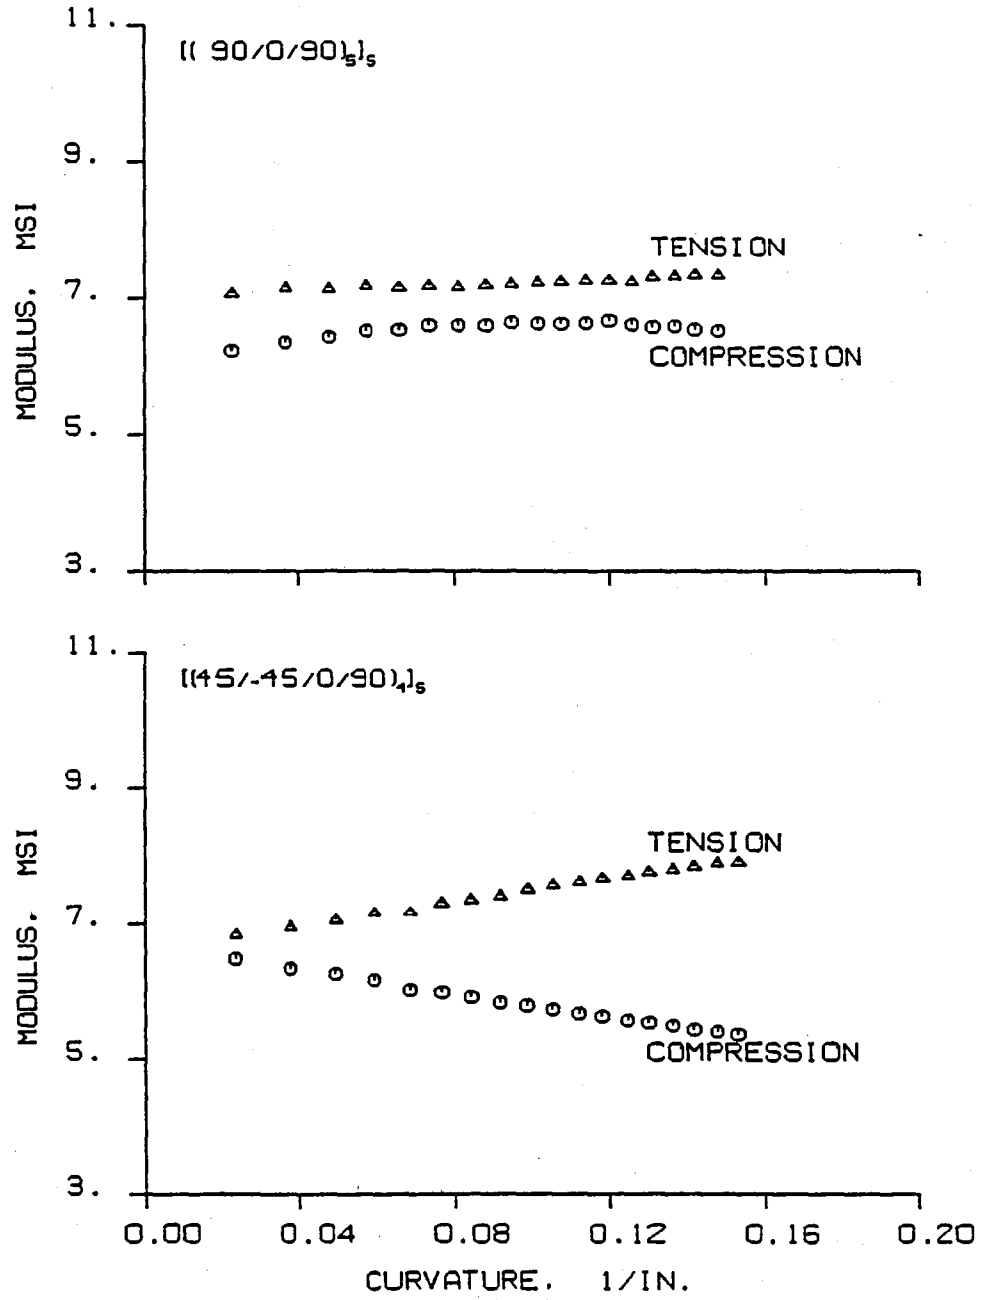 11.
[( 90/0/90)₅]ₛ
9.
TENSION
7.
COMPRESSION
5.
3.
MODULUS, MSI
11.
[(45/-45/0/90)₄]ₛ
9.
TENSION
7.
COMPRESSION
5.
3.
MODULUS, MSI
0.00 0.04 0.08 0.12 0.16 0.20
CURVATURE, 1/IN.